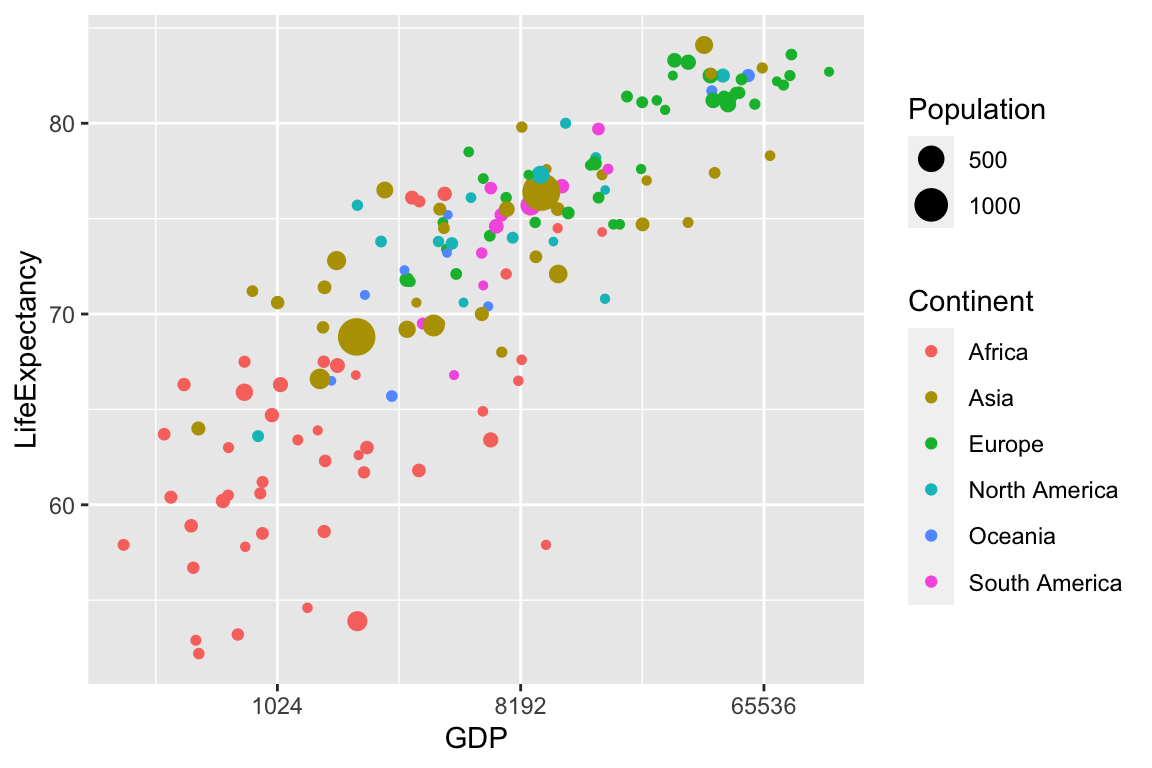 LifeExpectancy
80
70
60
1024
8192
65536
GDP
Population
500
1000
Continent
Africa
Asia
Europe
North America
Oceania
South America